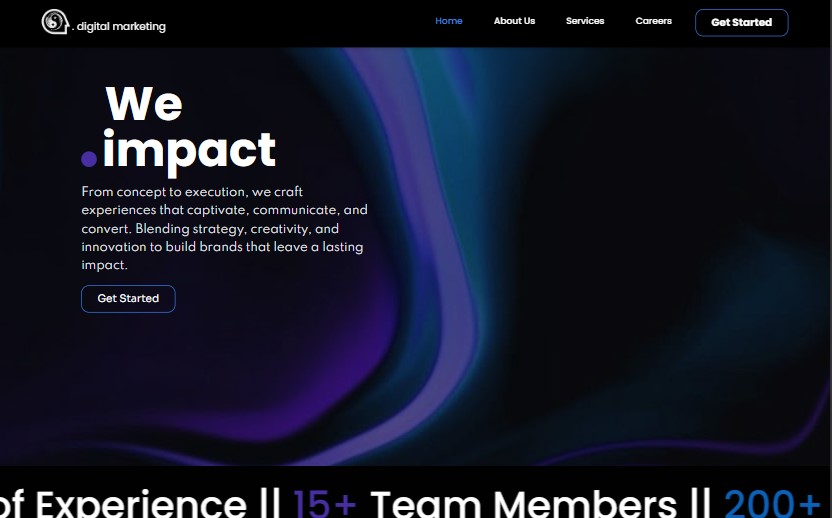 . digital marketing
Home
About Us
Services
Careers
Get Started
We
impact
From concept to execution, we craft
experiences that captivate, communicate, and
convert. Blending strategy, creativity, and
innovation to build brands that leave a lasting
impact.
Get Started
of Experience || 15+ Team Members || 200+